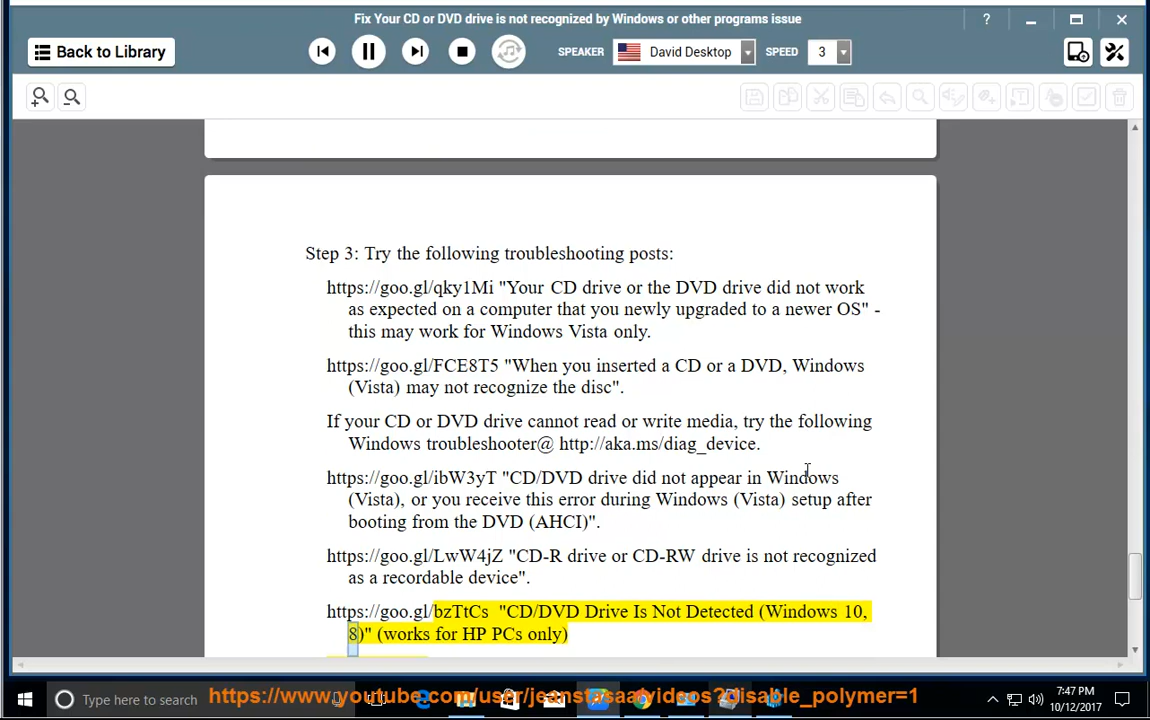 Fix Your CD or DVD drive is not recognized by Windows or other programs issue
Back to Library
SPEAKER
David Desktop
SPEED
3
Step 3: Try the following troubleshooting posts:
https://goo.gl/qky1Mi "Your CD drive or the DVD drive did not work
as expected on a computer that you newly upgraded to a newer OS" -
this may work for Windows Vista only.
https://goo.gl/FCE8T5 "When you inserted a CD or a DVD, Windows
(Vista) may not recognize the disc".
If your CD or DVD drive cannot read or write media, try the following
Windows troubleshooter@ http://aka.ms/diag_device.
https://goo.gl/ibW3yT "CD/DVD drive did not appear in Windows
(Vista), or you receive this error during Windows (Vista) setup after
booting from the DVD (AHCI)".
https://goo.gl/LwW4jZ "CD-R drive or CD-RW drive is not recognized
as a recordable device".
https://goo.gl/bzTtCs "CD/DVD Drive Is Not Detected (Windows 10,
8)" (works for HP PCs only)
Type here to search
https://www.youtube.com/user/jeanstasaayideos?disable_polymer=1
7:47 PM
10/12/2017